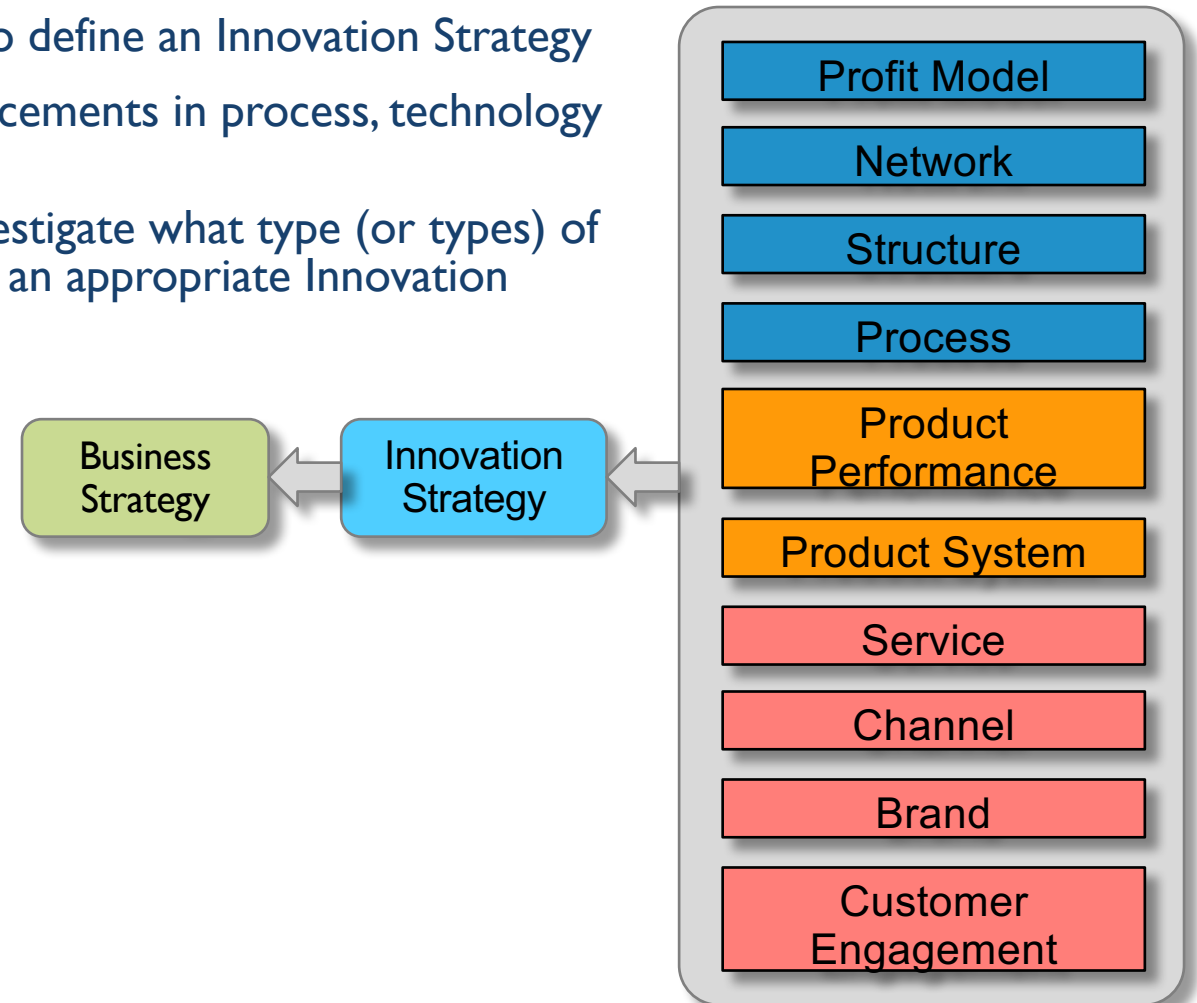 o define an Innovation Strategy
cements in process, technology
estigate what type (or types) of
an appropriate Innovation
Business
Strategy
Innovation
Strategy
Profit Model
Network
Structure
Process
Product
Performance
Product System
Service
Channel
Brand
Customer
Engagement